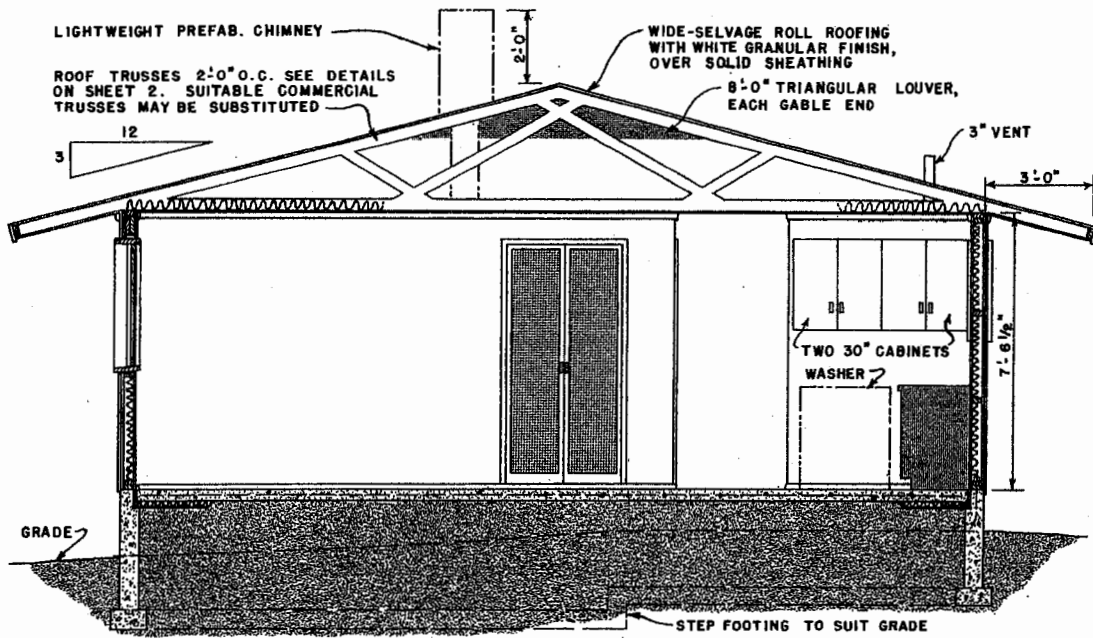 LIGHTWEIGHT PREFAB. CHIMNEY
2'-0"
WIDE-SELVAGE ROLL ROOFING
WITH WHITE GRANULAR FINISH,
OVER SOLID SHEATHING
ROOF TRUSSES 2'-0" O.C. SEE DETAILS
ON SHEET 2. SUITABLE COMMERCIAL
TRUSSES MAY BE SUBSTITUTED
8'-0" TRIANGULAR LOUVER,
EACH GABLE END
12
3
3" VENT
3'-0"
TWO 30" CABINETS
WASHER
7'-6 1/2"
GRADE
STEP FOOTING TO SUIT GRADE